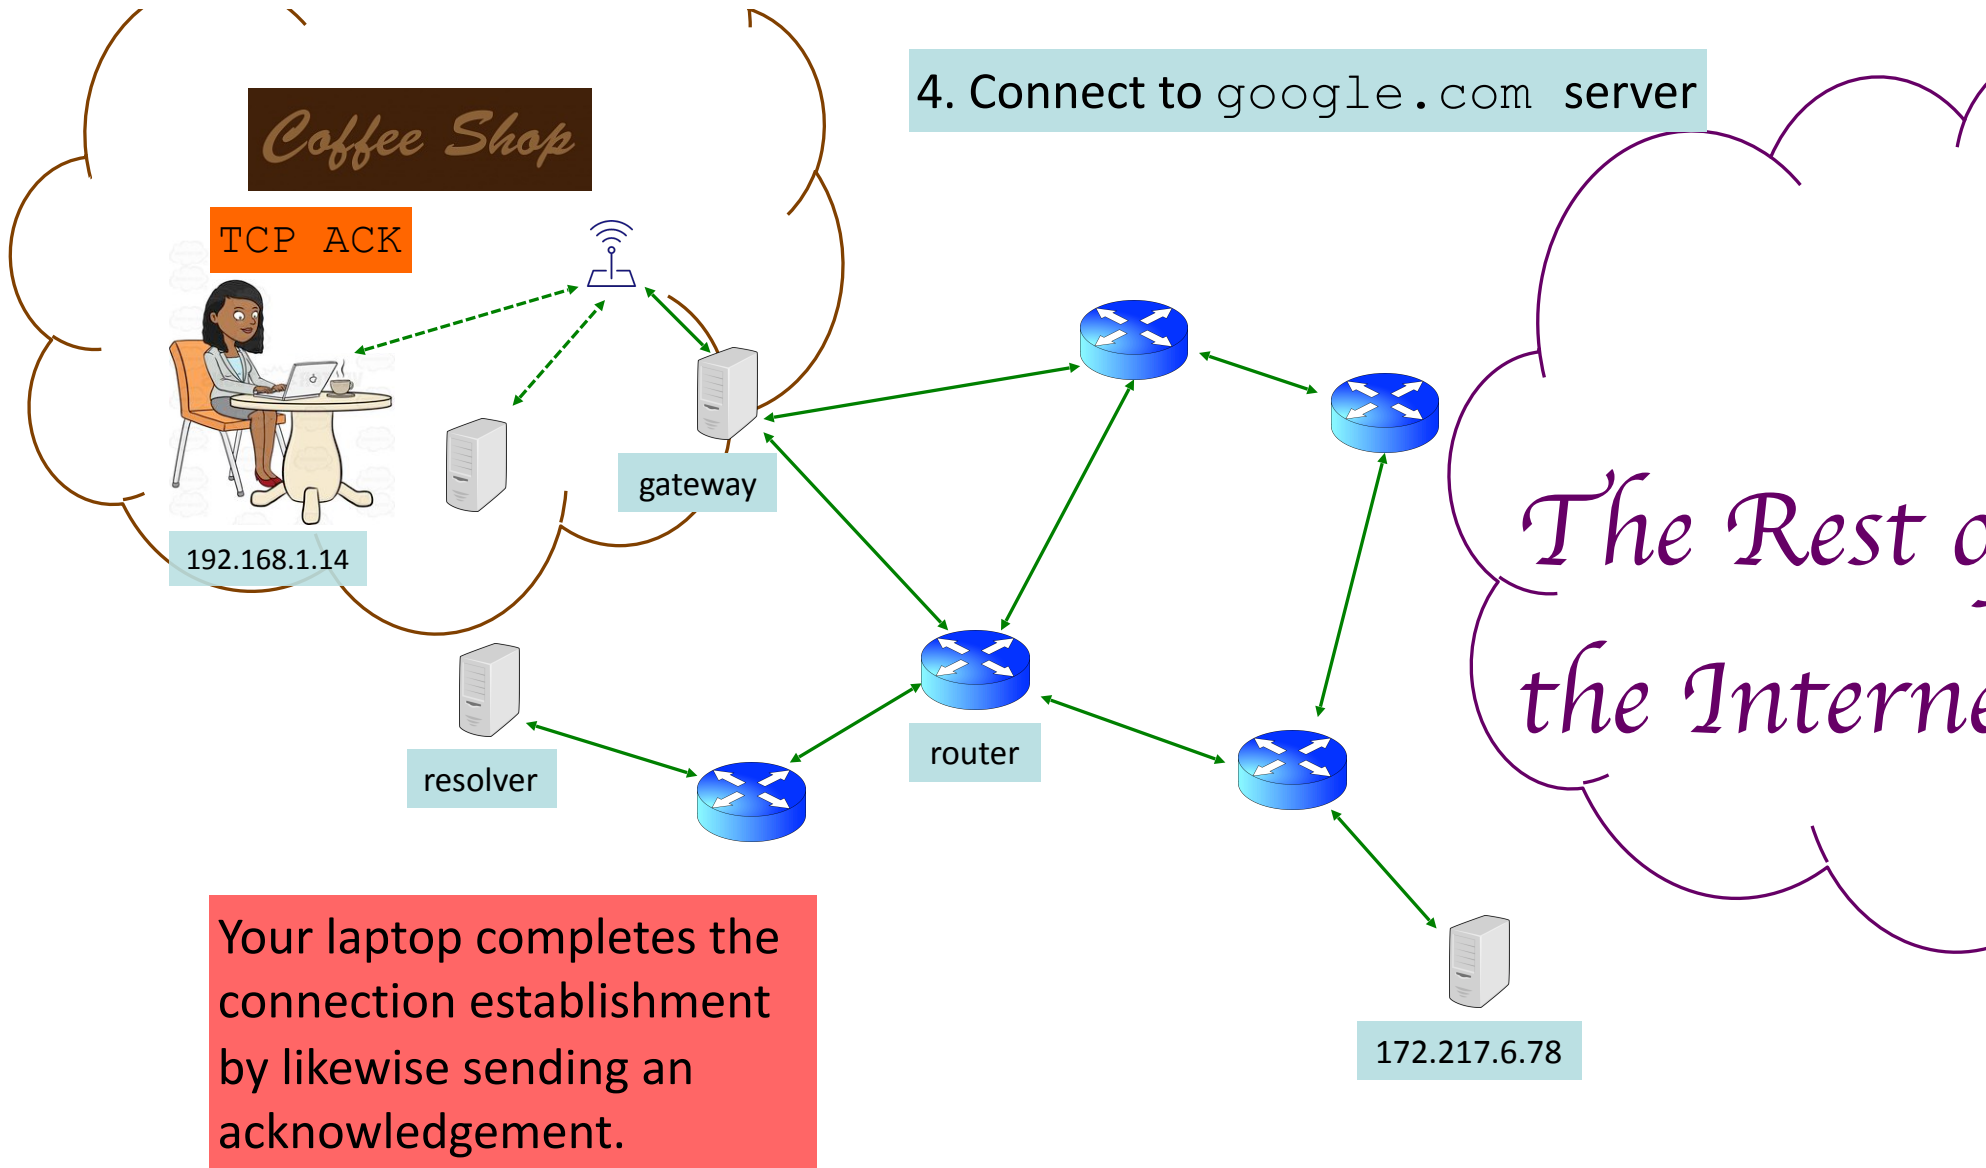 4. Connect to google.com server
Coffee Shop
TCP ACK
gateway
192.168.1.14
The Rest
the Interne
resolver
router
172.217.6.78
Your laptop completes the
connection establishment
by likewise sending an
acknowledgement.